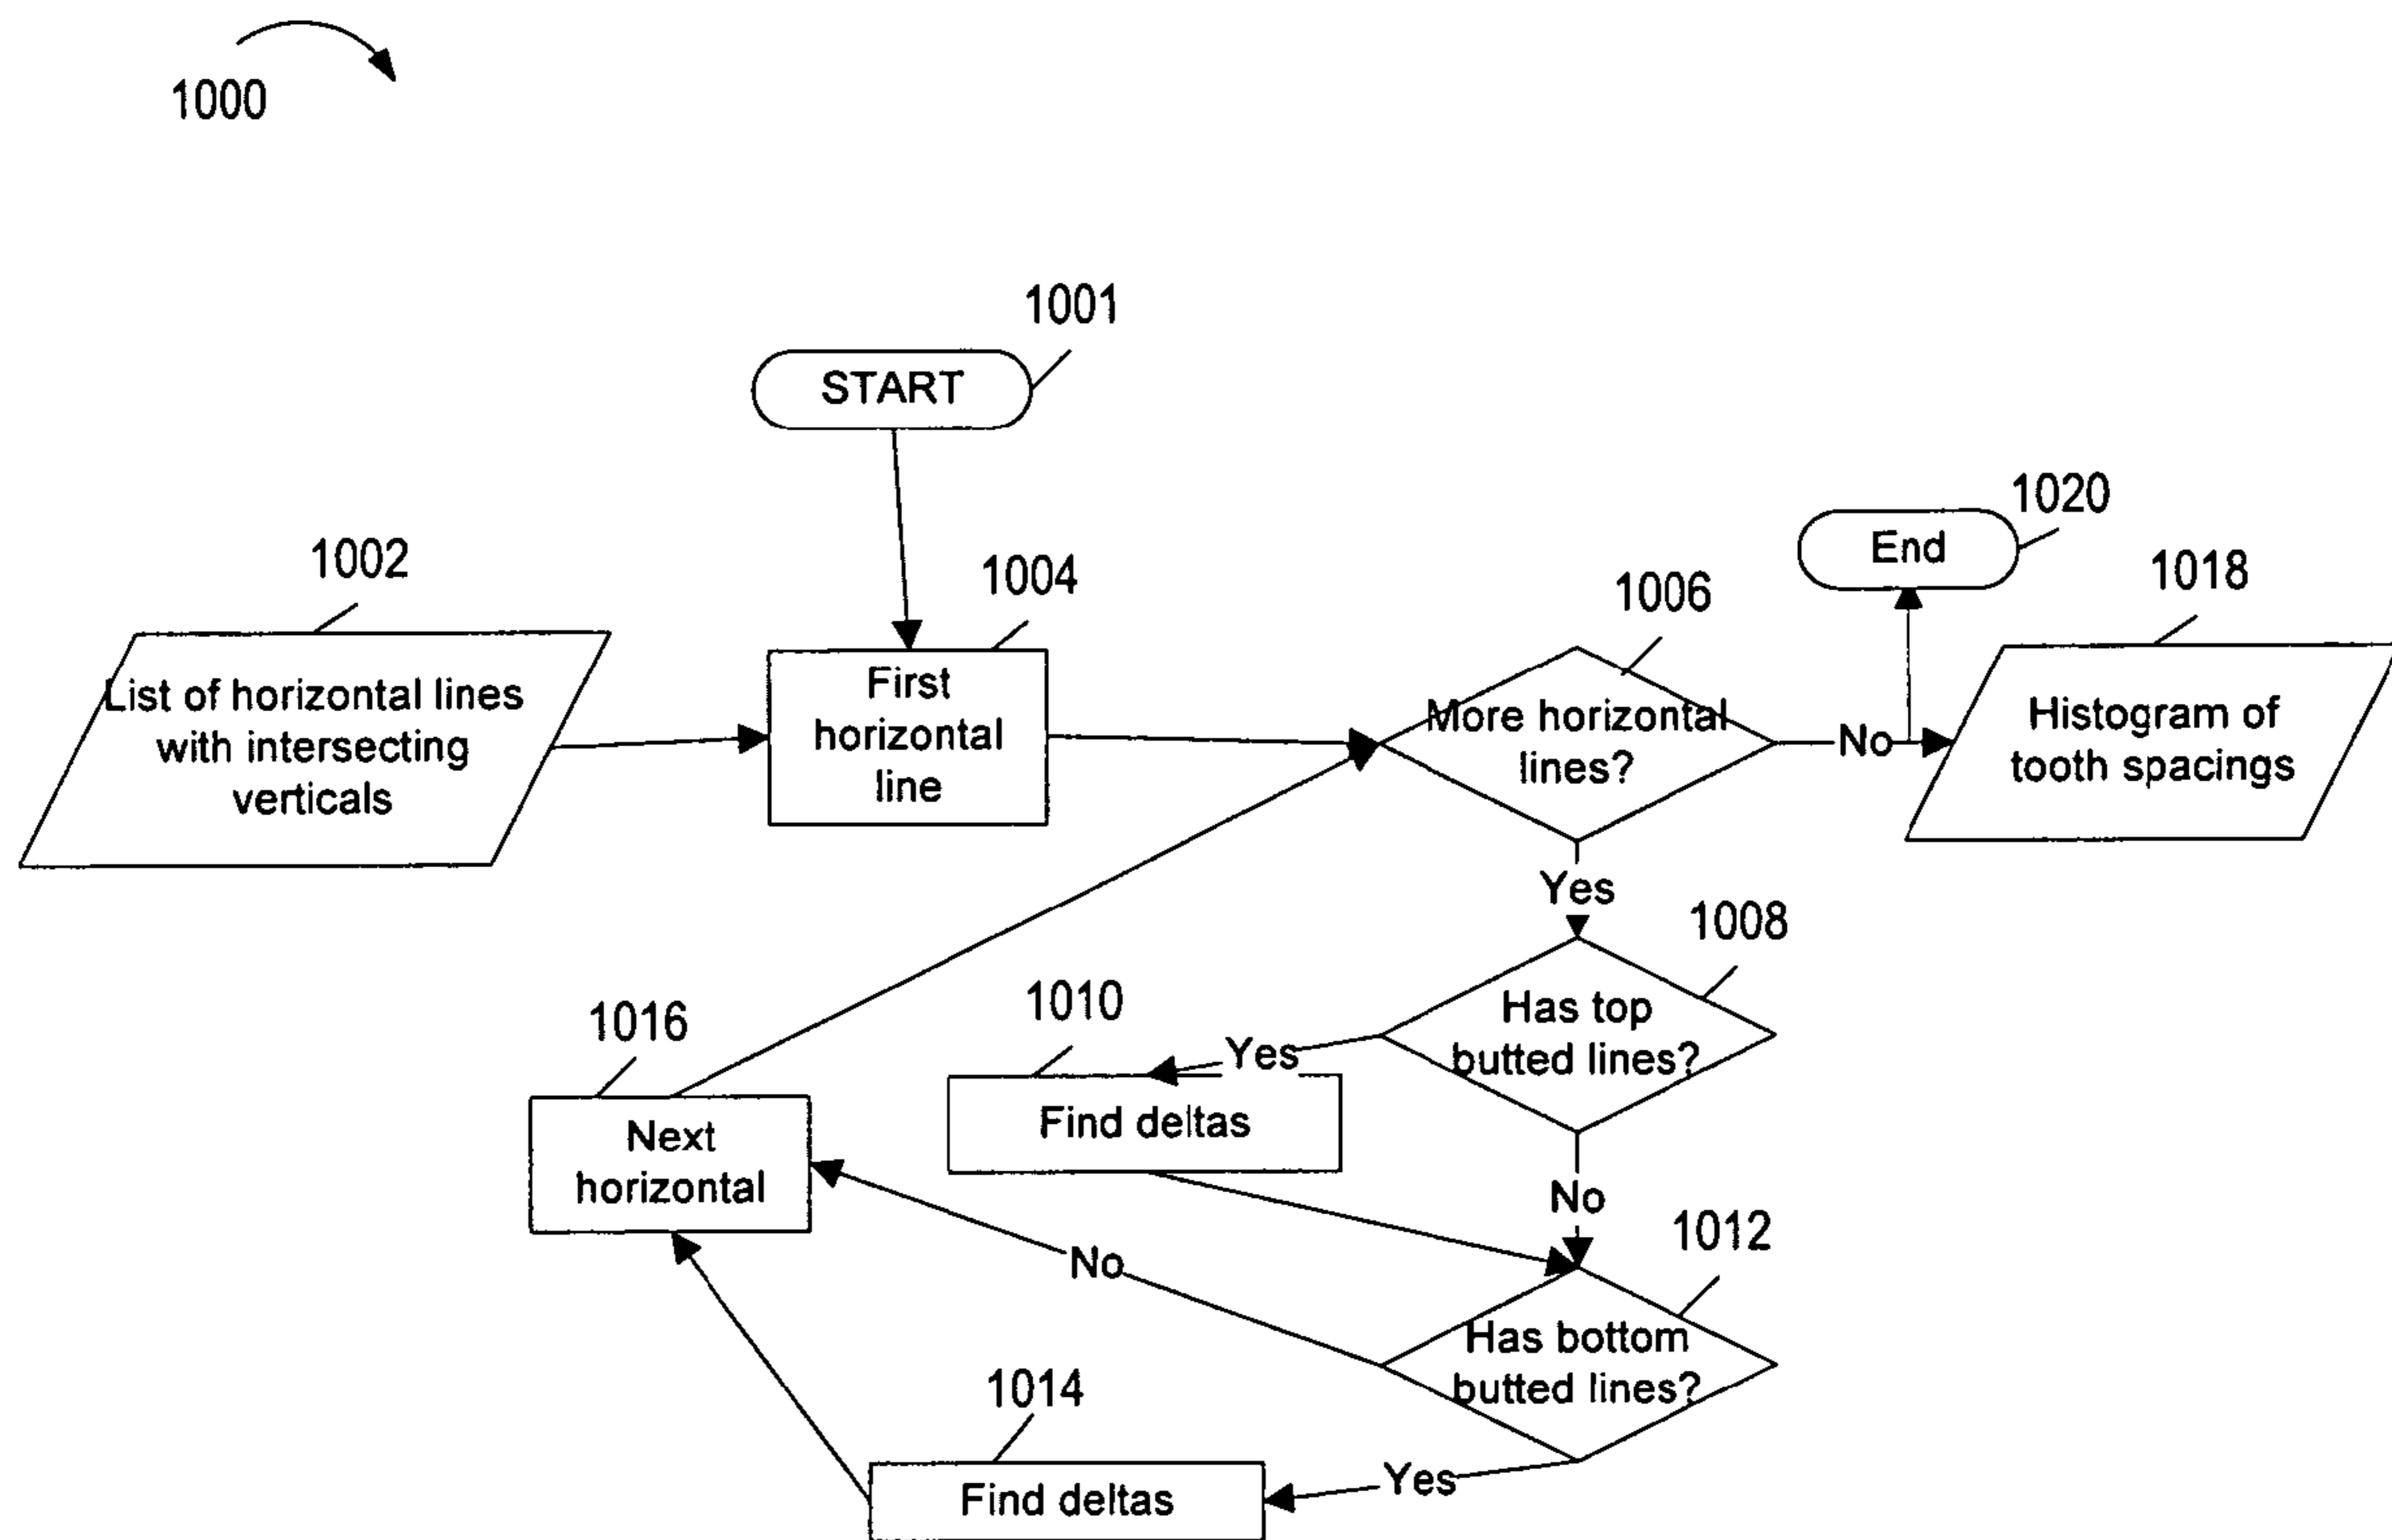 1000
1001
START
1002
List of horizontal lines
with intersecting
verticals
1004
First
horizontal
line
1006
More horizontal
lines?
No
1020
End
1018
Histogram of
tooth spacings
Yes
1008
Has top
butted lines?
Yes
1010
Find deltas
No
1016
Next
horizontal
No
1012
Has bottom
butted lines?
Yes
1014
Find deltas